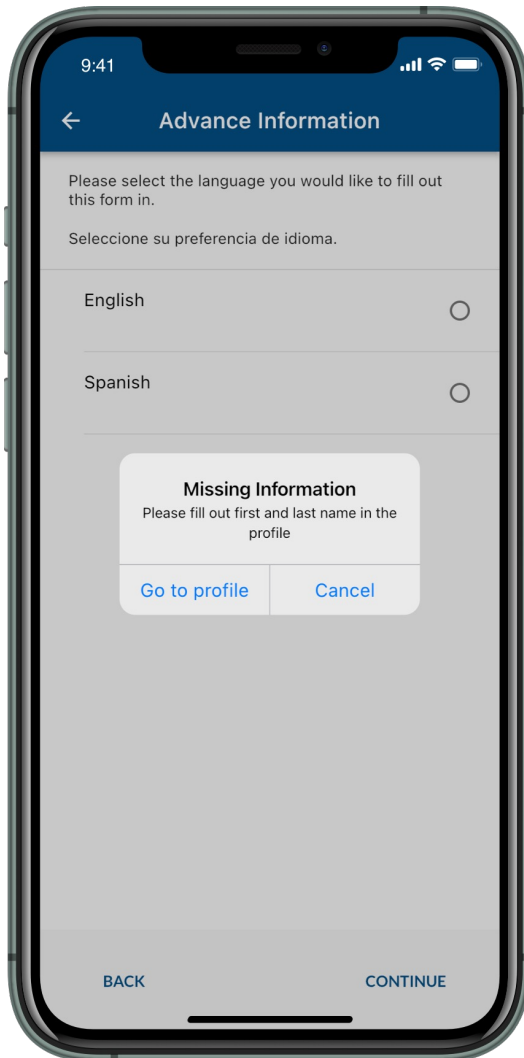 9:41
Advance Information
Please select the language you would like to fill out
this form in.
Seleccione su preferencia de idioma.
English
Spanish
Missing Information
Please fill out first and last name in the
profile
Go to profile
Cancel
BACK
CONTINUE